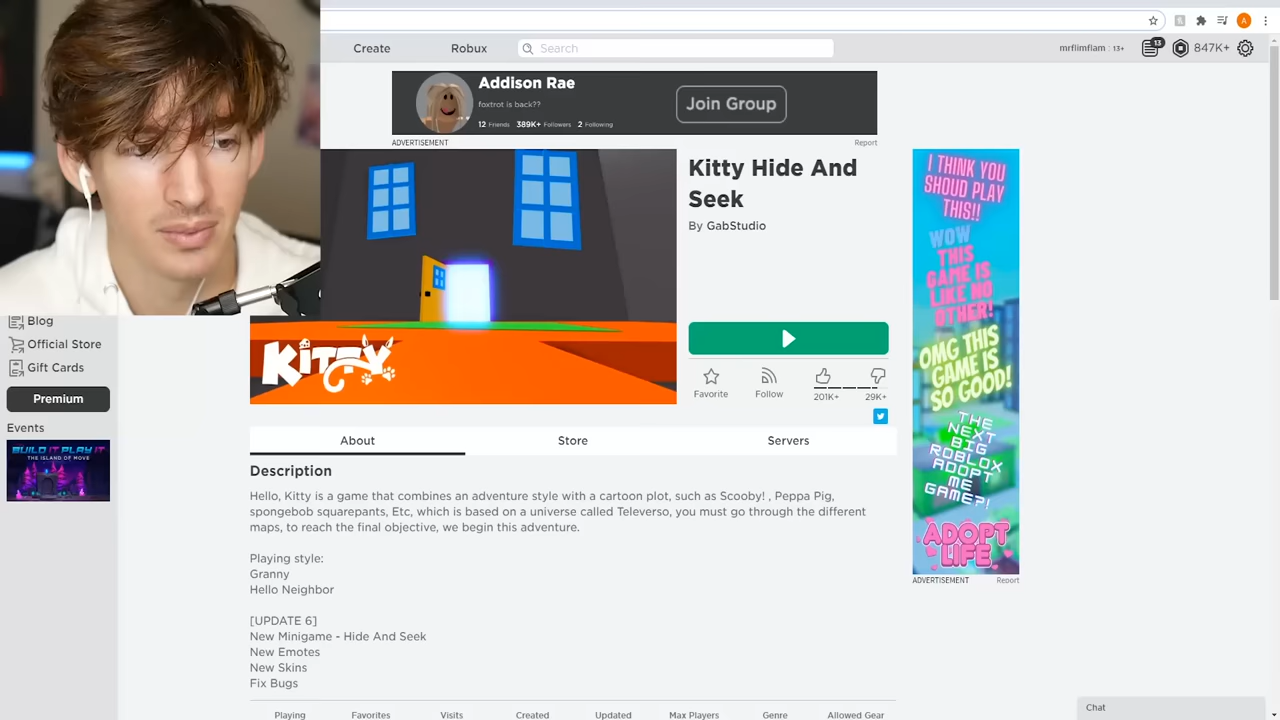 Create
Robux
Search
mrflimflam : 13+
13
847K+
A
Addison Rae
foxtrot is back??
12 Friends 389K+ Followers 2 Following
Join Group
ADVERTISEMENT
Report
KITTY
Kitty Hide And
Seek
By GabStudio
Favorite
Follow
201K+
29K+
I THINK YOU
SHOUD PLAY
THIS!!
WOW
THIS
GAME IS
LIKE NO
OTHER!
OMG THIS
GAME IS
SO GOOD!
THE
NEXT
BIG
ROBLOX
ADOPT
ME
GAME?!
ADOPT
LIFE
ADVERTISEMENT
Report
Blog
Official Store
Gift Cards
Premium
Events
BUILD IT PLAY IT
THE ISLAND OF MOVE
About
Store
Servers
Description
Hello, Kitty is a game that combines an adventure style with a cartoon plot, such as Scooby! , Peppa Pig,
spongebob squarepants, Etc, which is based on a universe called Televerso, you must go through the different
maps, to reach the final objective, we begin this adventure.
Playing style:
Granny
Hello Neighbor
[UPDATE 6]
New Minigame - Hide And Seek
New Emotes
New Skins
Fix Bugs
Playing
Favorites
Visits
Created
Updated
Max Players
Genre
Allowed Gear
Chat